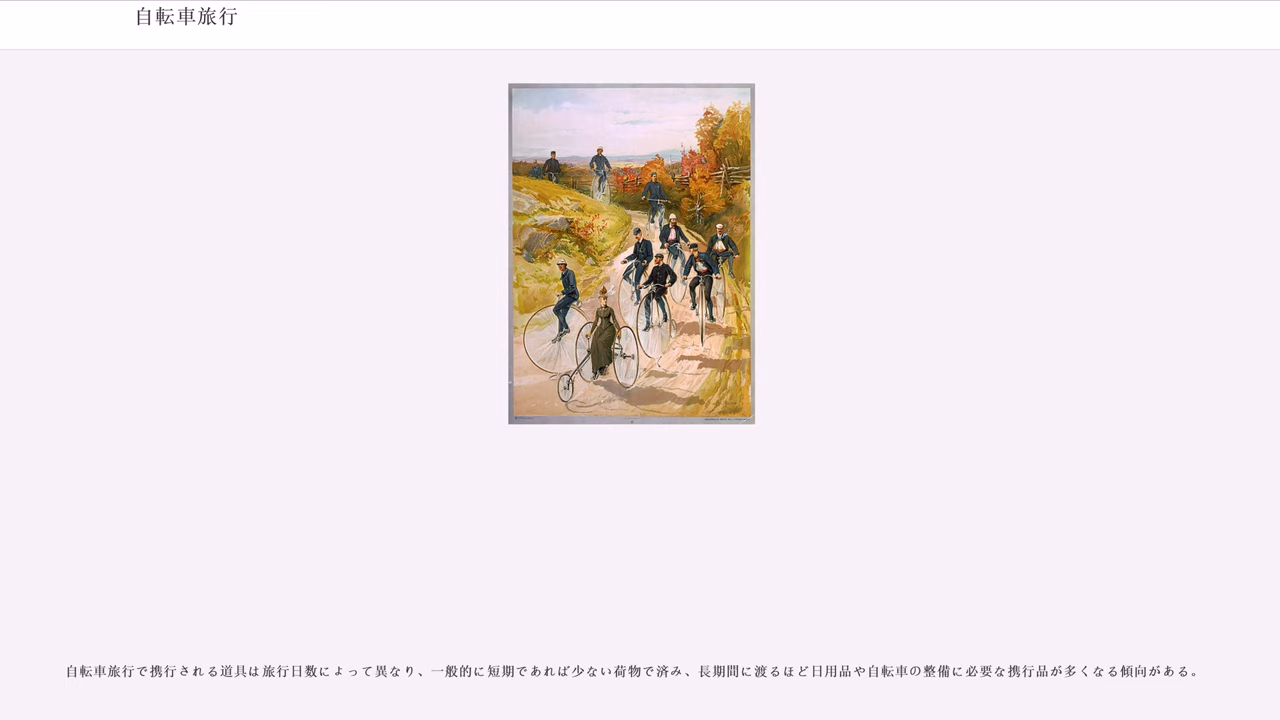 自転車旅行
自転車旅行で携行される道具は旅行日数によって異なり、一般的に短期であれば少ない荷物で済み、長期間に渡るほど日用品や自転車の整備に必要な携行品が多くなる傾向がある。